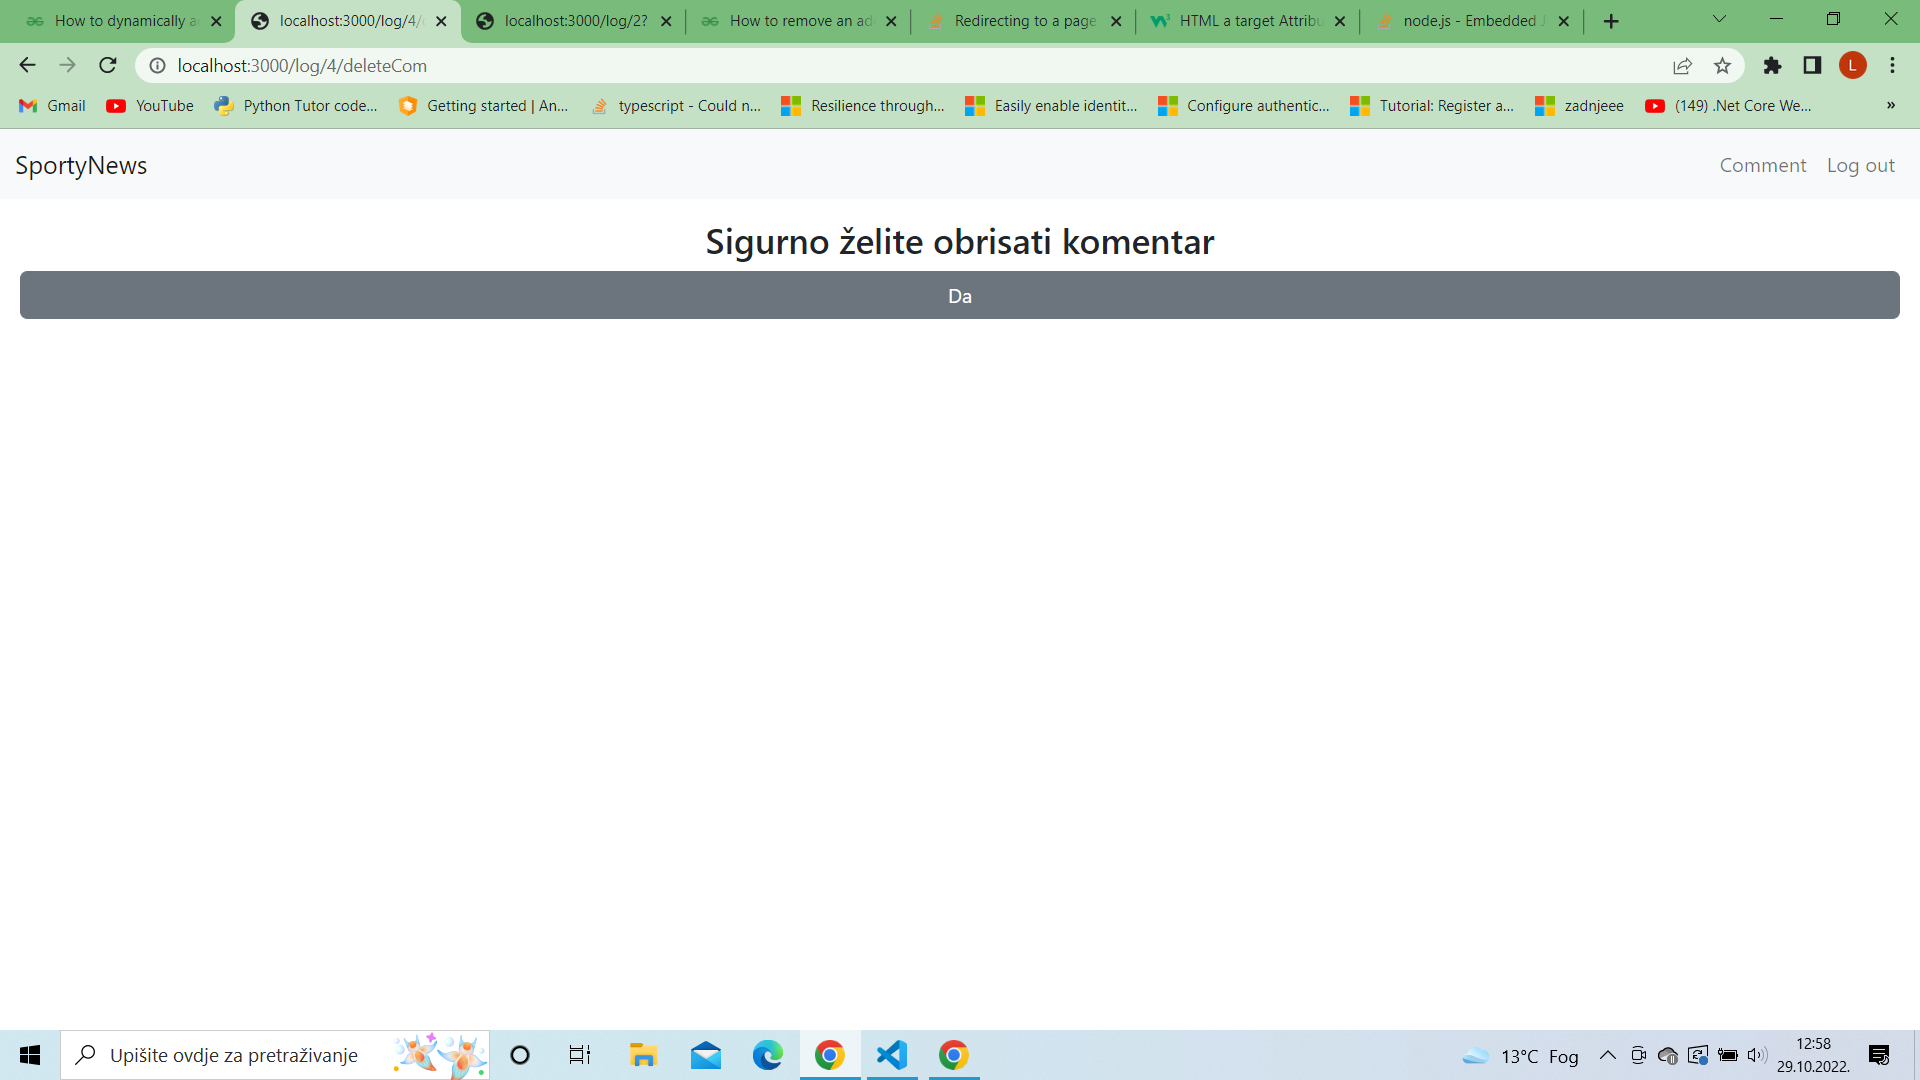 How to dynamically a
localhost:3000/log/4/
localhost:3000/log/2?
How to remove an ad
Redirecting to a page
HTML a target Attribu
node.js - Embedded J
localhost:3000/log/4/deleteCom
L
Gmail
YouTube
Python Tutor code...
Getting started | An...
typescript - Could n...
Resilience through...
Easily enable identit...
Configure authentic...
Tutorial: Register a...
zadnjeee
(149) .Net Core We...
»
SportyNews
Comment
Log out
Sigurno želite obrisati komentar
Da
Upišite ovdje za pretraživanje
13°C Fog
12:58
29.10.2022.